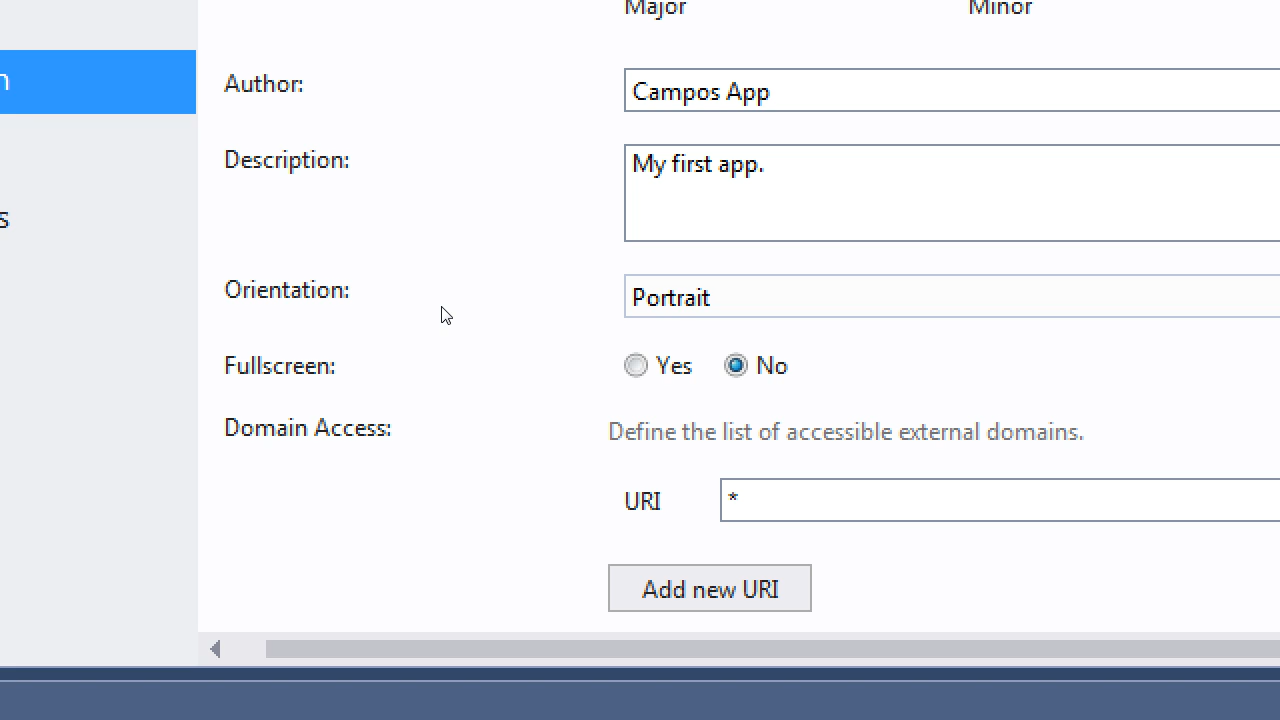 Major Minor
n
Author: Campos App
Description: My first app.
s
Orientation: Portrait
Fullscreen: Yes No
Domain Access: Define the list of accessible external domains.
URI *
Add new URI